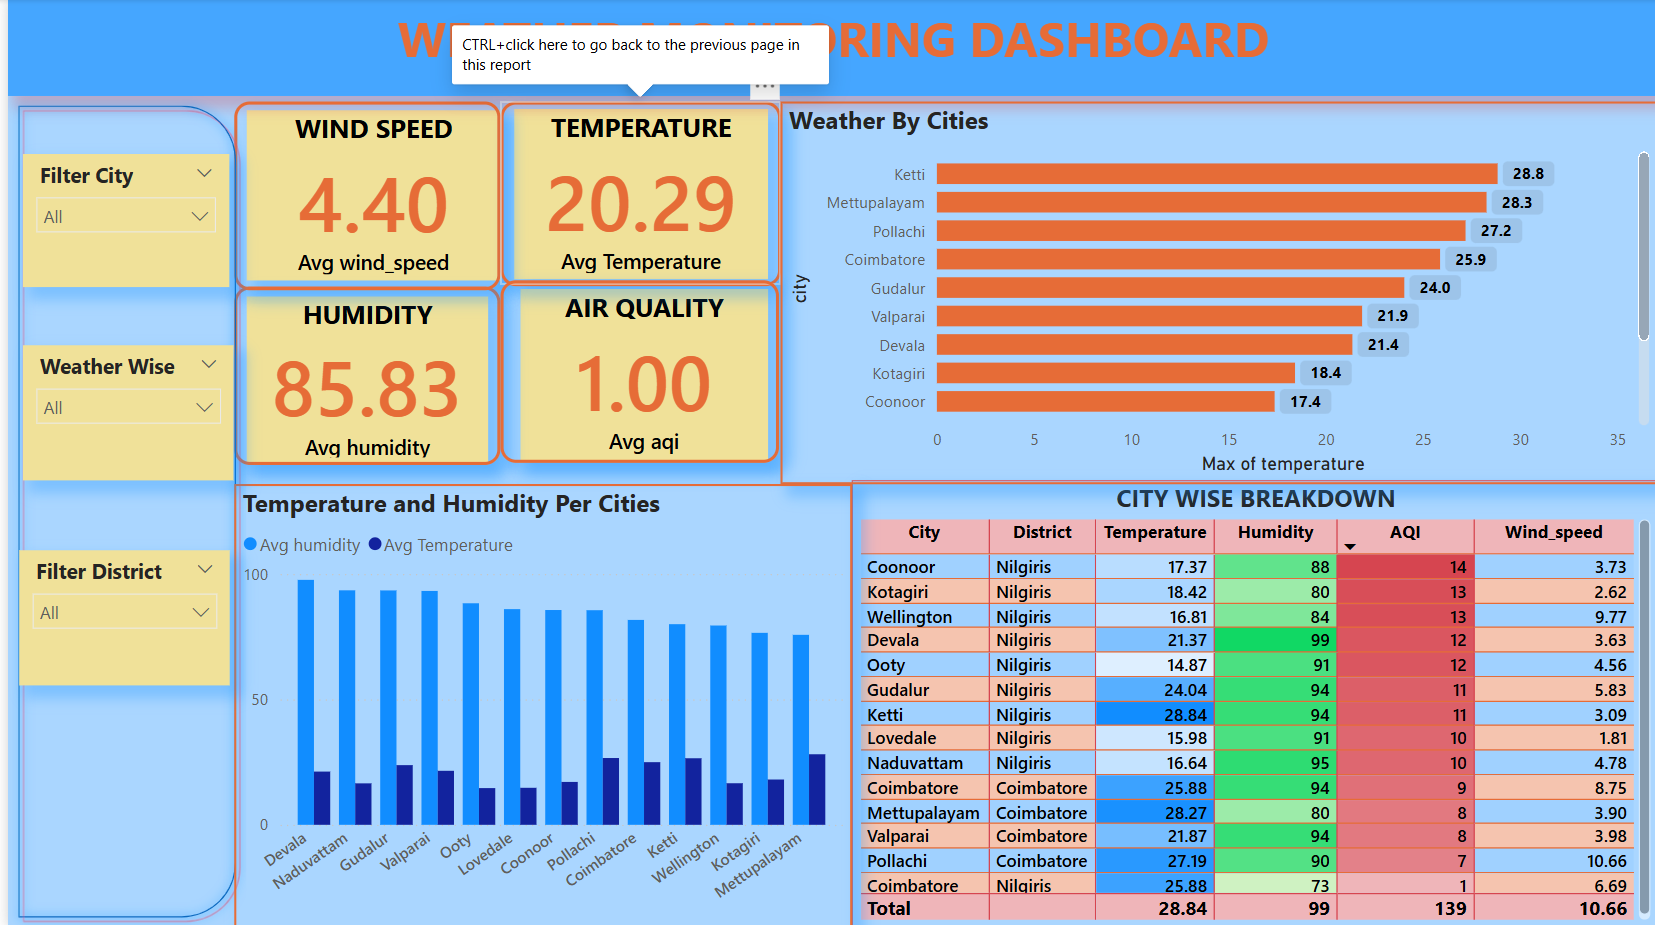 W ORING DASHBOARD
CTRL+click here to go back to the previous page in
this report
Filter City
All
Weather Wise
All
Filter District
All
WIND SPEED
4.40
Avg wind_speed
TEMPERATURE
20.29
Avg Temperature
HUMIDITY
85.83
Avg humidity
AIR QUALITY
1.00
Avg aqi
Weather By Cities
city
Ketti 28.8
Mettupalayam 28.3
Pollachi 27.2
Coimbatore 25.9
Gudalur 24.0
Valparai 21.9
Devala 21.4
Kotagiri 18.4
Coonoor 17.4
0 5 10 15 20 25 30 35
Max of temperature
Temperature and Humidity Per Cities
Avg humidity Avg Temperature
100
50
0
Devala Naduvattam Gudalur Valparai Ooty Lovedale Coonoor Pollachi Coimbatore Ketti Wellington Kotagiri Mettupalayam
CITY WISE BREAKDOWN
City District Temperature Humidity AQI Wind_speed
Coonoor Nilgiris 17.37 88 14 3.73
Kotagiri Nilgiris 18.42 80 13 2.62
Wellington Nilgiris 16.81 84 13 9.77
Devala Nilgiris 21.37 99 12 3.63
Ooty Nilgiris 14.87 91 12 4.56
Gudalur Nilgiris 24.04 94 11 5.83
Ketti Nilgiris 28.84 94 11 3.09
Lovedale Nilgiris 15.98 91 10 1.81
Naduvattam Nilgiris 16.64 95 10 4.78
Coimbatore Coimbatore 25.88 94 9 8.75
Mettupalayam Coimbatore 28.27 80 8 3.90
Valparai Coimbatore 21.87 94 8 3.98
Pollachi Coimbatore 27.19 90 7 10.66
Coimbatore Nilgiris 25.88 73 1 6.69
Total 28.84 99 139 10.66